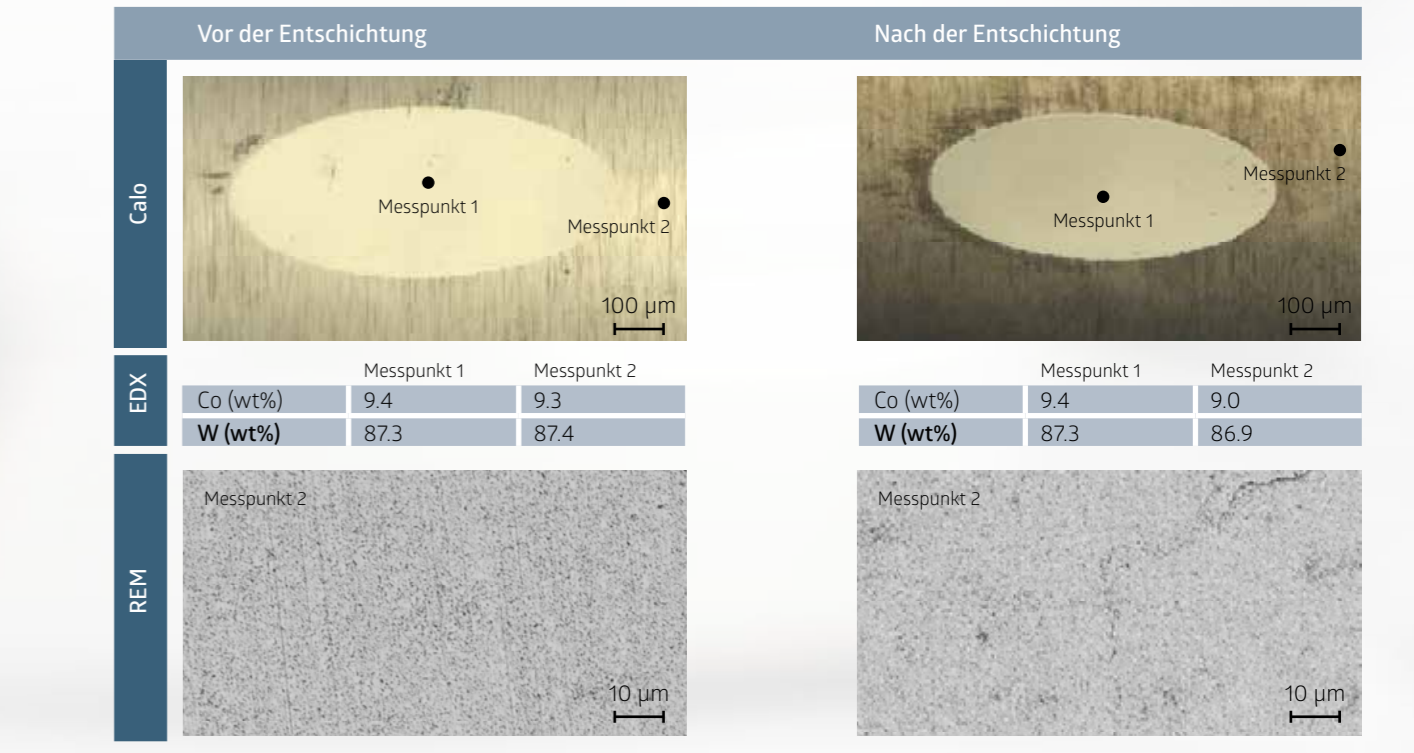 Vor der Entschichtung Nach der Entschichtung
Calo
Messpunkt 1
Messpunkt 2
100 µm
Messpunkt 2
Messpunkt 1
100 µm
EDX
Messpunkt 1 Messpunkt 2
Co (wt%) 9.4 9.3
W (wt%) 87.3 87.4
Messpunkt 1 Messpunkt 2
Co (wt%) 9.4 9.0
W (wt%) 87.3 86.9
REM
Messpunkt 2
10 µm
Messpunkt 2
10 µm